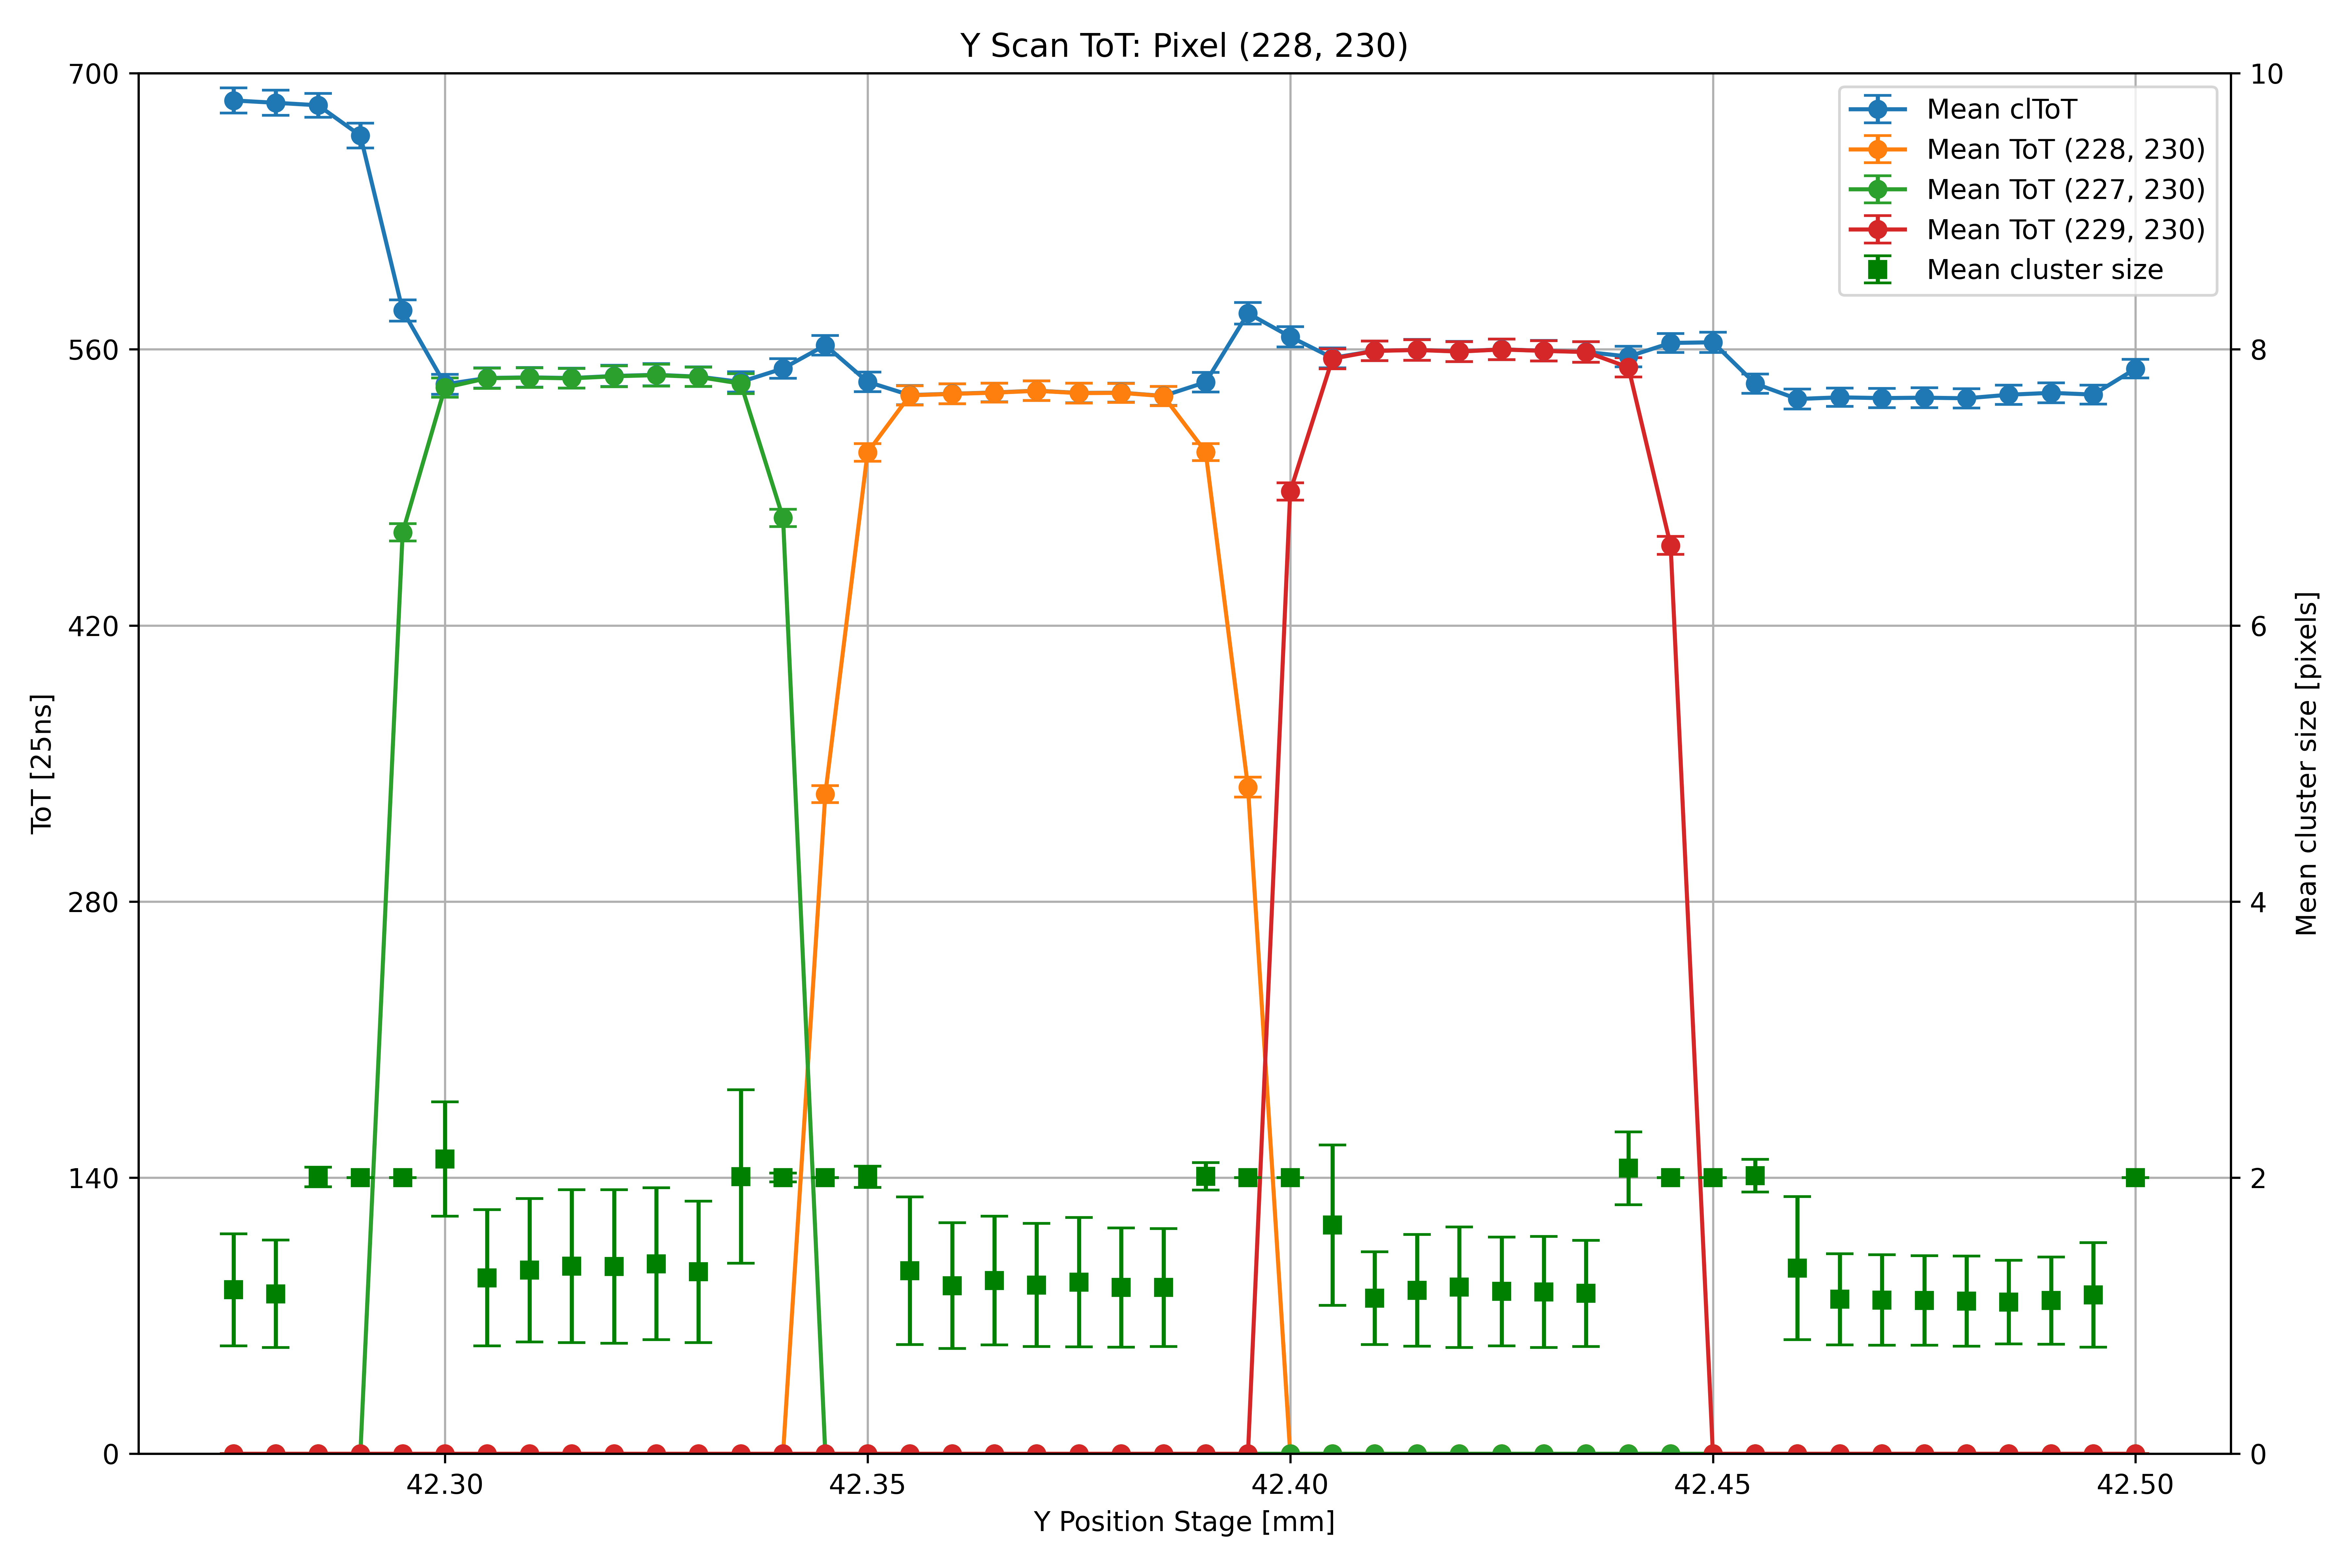 Y Scan ToT: Pixel (228, 230)
700
560
420
280
140
0
ToT [25ns]
10
8
6
4
2
0
Mean cluster size [pixels]
Mean clToT
Mean ToT (228, 230)
Mean ToT (227, 230)
Mean ToT (229, 230)
Mean cluster size
42.30
42.35
42.40
42.45
42.50
Y Position Stage [mm]